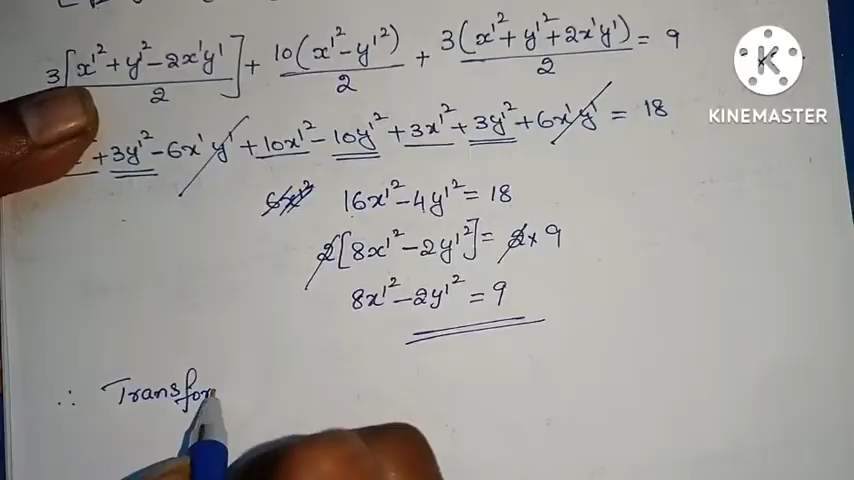 3[x'²+y'²-2x'y']/2 + 10(x'²-y'²)/2 + 3(x'²+y'²+2x'y')/2 = 9
+3y'²-6x'y'+10x'²-10y'²+3x'²+3y'²+6x'y' = 18
16x'²-4y'²=18
2[8x'²-2y'²]=2×9
8x'²-2y'²=9
∴ Transfor
K
KINEMASTER